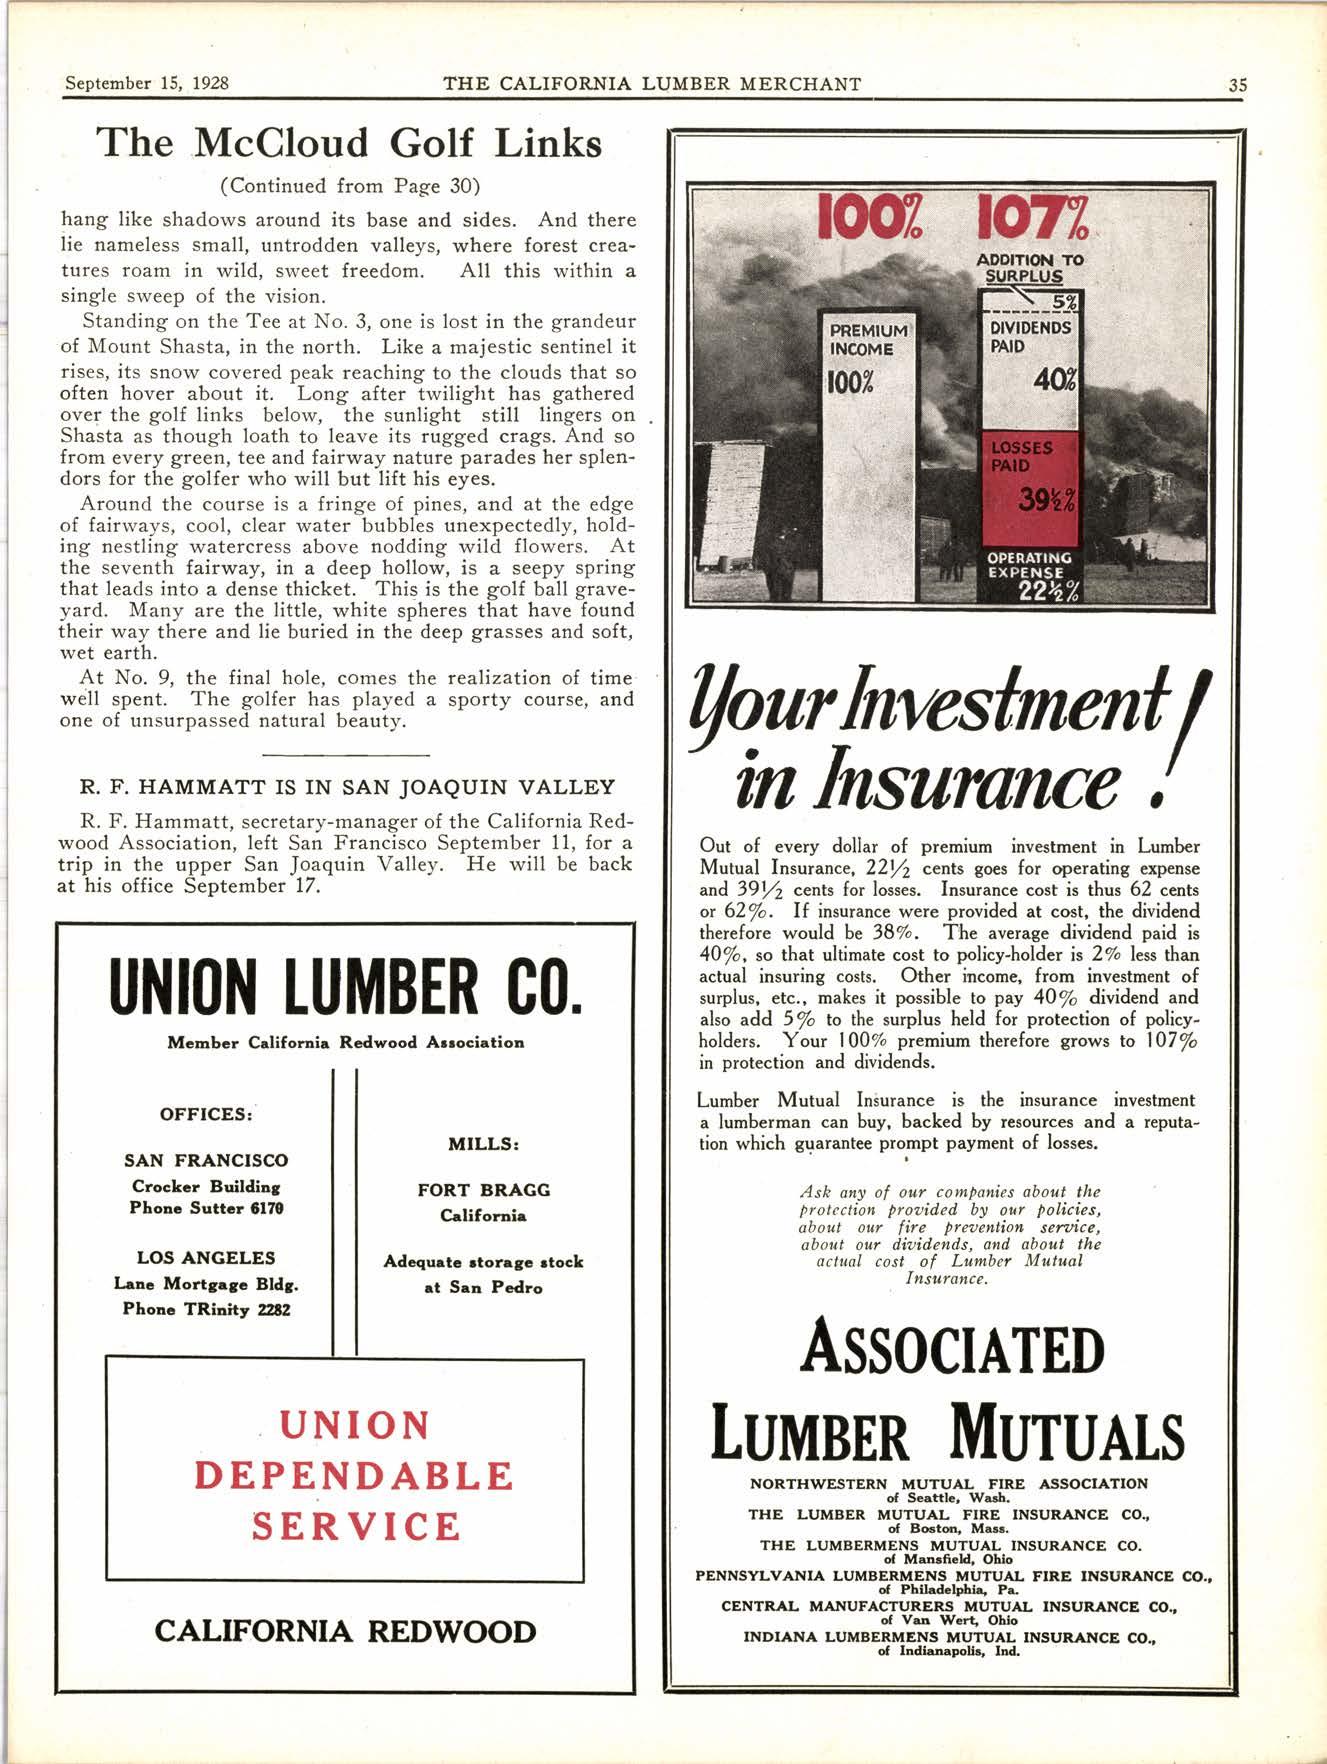 September 15, 1928
THE CALIFORNIA LUMBER MERCHANT
35
The McCloud Golf Links
(Continued from Page 30)
hang like shadows around its base and sides. And there
lie nameless small, untrodden valleys, where forest crea-
tures roam in wild, sweet freedom. All this within a
single sweep of the vision.
Standing on the Tee at No. 3, one is lost in the grandeur
of Mount Shasta, in the north. Like a majestic sentinel it
rises, its snow covered peak reaching to the clouds that so
often hover about it. Long after twilight has gathered
over the golf links below, the sunlight still lingers on
Shasta as though loath to leave its rugged crags. And so
from every green, tee and fairway nature parades her splen-
dors for the golfer who will but lift his eyes.
Around the course is a fringe of pines, and at the edge
of fairways, cool, clear water bubbles unexpectedly, hold-
ing nestling watercress above nodding wild flowers. At
the seventh fairway, in a deep hollow, is a seepy spring
that leads into a dense thicket. This is the golf ball grave-
yard. Many are the little, white spheres that have found
their way there and lie buried in the deep grasses and soft,
wet earth.
At No. 9, the final hole, comes the realization of time
well spent. The golfer has played a sporty course, and
one of unsurpassed natural beauty.
R. F. HAMMATT IS IN SAN JOAQUIN VALLEY
R. F. Hammatt, secretary-manager of the California Red-
wood Association, left San Francisco September 11, for a
trip in the upper San Joaquin Valley. He will be back
at his office September 17.
UNION LUMBER CO.
Member California Redwood Association
OFFICES:
SAN FRANCISCO
Crocker Building
Phone Sutter 6170
LOS ANGELES
Lane Mortgage Bldg.
Phone TRinity 2282
MILLS:
FORT BRAGG
California
Adequate storage stock
at San Pedro
UNION
DEPENDABLE
SERVICE
CALIFORNIA REDWOOD
100%
107%
ADDITION TO
SURPLUS
5%
PREMIUM
INCOME
100%
DIVIDENDS
PAID
40%
LOSSES
PAID
39½%
OPERATING
EXPENSE
22½%
Your Investment
in Insurance!
Out of every dollar of premium investment in Lumber
Mutual Insurance, 22½ cents goes for operating expense
and 39½ cents for losses. Insurance cost is thus 62 cents
or 62%. If insurance were provided at cost, the dividend
therefore would be 38%. The average dividend paid is
40%, so that ultimate cost to policy-holder is 2% less than
actual insuring costs. Other income, from investment of
surplus, etc., makes it possible to pay 40% dividend and
also add 5% to the surplus held for protection of policy-
holders. Your 100% premium therefore grows to 107%
in protection and dividends.
Lumber Mutual Insurance is the insurance investment
a lumberman can buy, backed by resources and a reputa-
tion which guarantee prompt payment of losses.
Ask any of our companies about the
protection provided by our policies,
about our fire prevention service,
about our dividends, and about the
actual cost of Lumber Mutual
Insurance.
ASSOCIATED
LUMBER MUTUALS
NORTHWESTERN MUTUAL FIRE ASSOCIATION
of Seattle, Wash.
THE LUMBER MUTUAL FIRE INSURANCE CO.,
of Boston, Mass.
THE LUMBERMENS MUTUAL INSURANCE CO.
of Mansfield, Ohio
PENNSYLVANIA LUMBERMENS MUTUAL FIRE INSURANCE CO.,
of Philadelphia, Pa.
CENTRAL MANUFACTURERS MUTUAL INSURANCE CO.,
of Van Wert, Ohio
INDIANA LUMBERMENS MUTUAL INSURANCE CO.,
of Indianapolis, Ind.